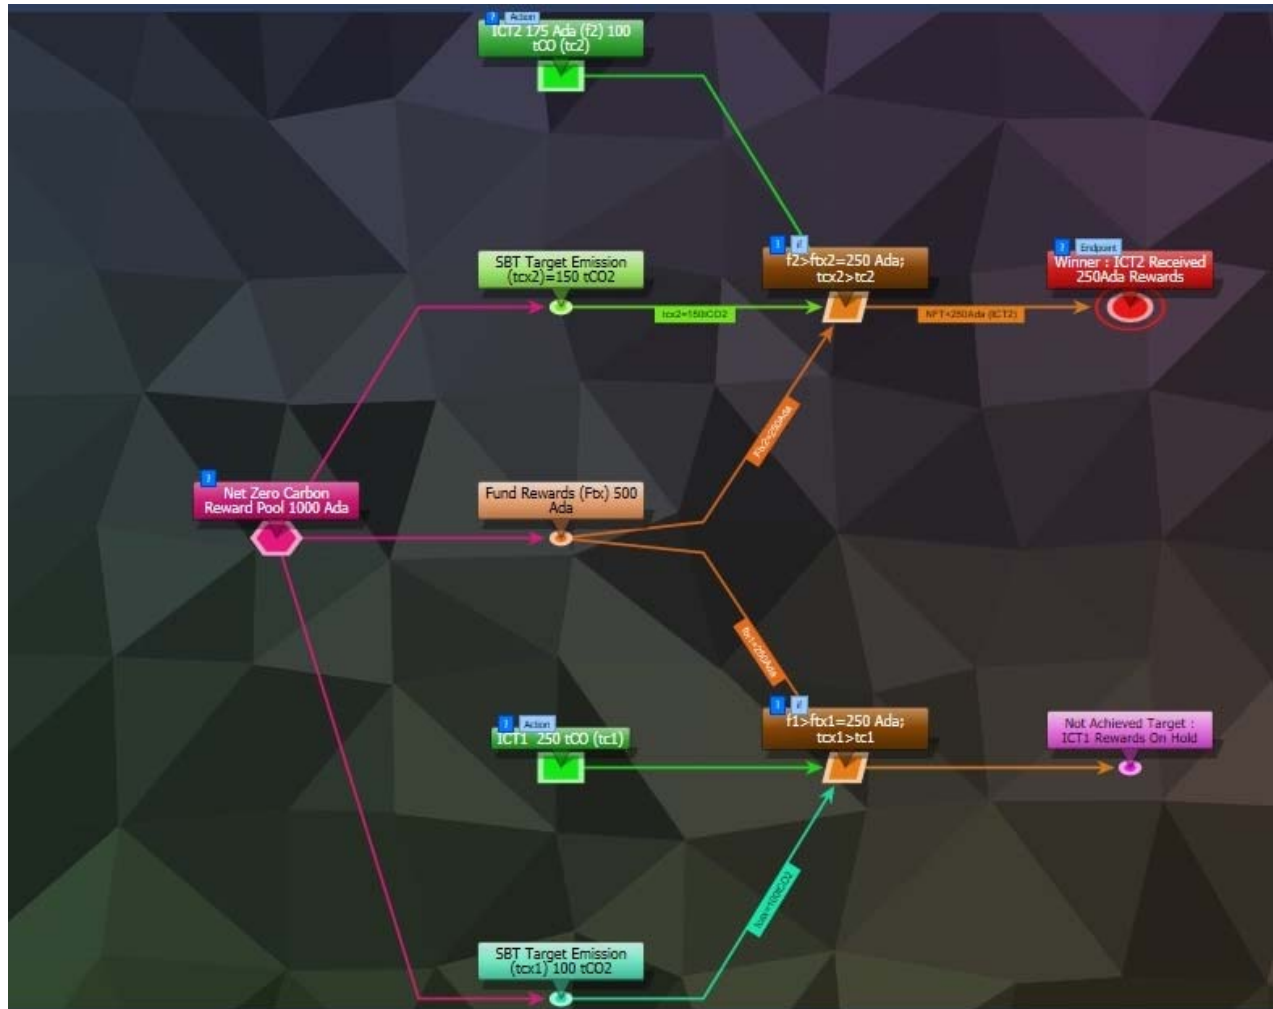 ? Action
ICT2 175 Ada (f2) 100
tCO (tc2)
SBT Target Emission
(tcx2)=150 tCO2
tcx2=150tCO2
? if
f2>ftx2=250 Ada;
tcx2>tc2
NFT+250Ada (ICT2)
? Endpoint
Winner : ICT2 Received
250Ada Rewards
Ftx2=250Ada
?
Net Zero Carbon
Reward Pool 1000 Ada
Fund Rewards (Ftx) 500
Ada
ftx1=250Ada
? Action
ICT1 250 tCO (tc1)
? if
f1>ftx1=250 Ada;
tcx1>tc1
Not Achieved Target :
ICT1 Rewards On Hold
SBT Target Emission
(tcx1) 100 tCO2